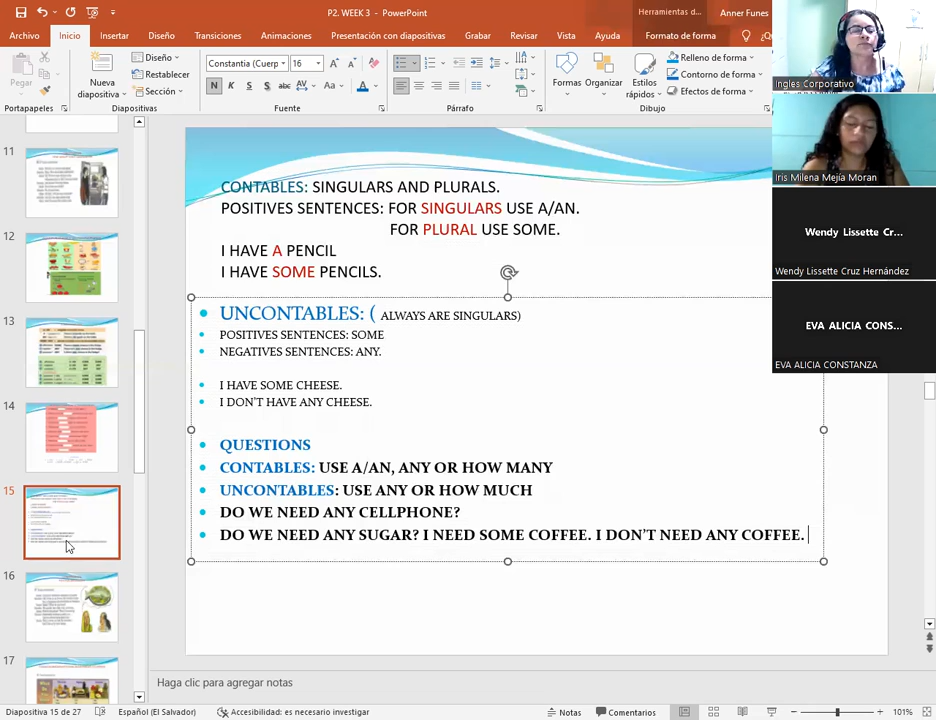 P2. WEEK 3 - PowerPoint
Herramientas d...
Anner Funes
Archivo
Inicio
Insertar
Diseño
Transiciones
Animaciones
Presentación con diapositivas
Grabar
Revisar
Vista
Ayuda
Formato de forma
Pegar
Nueva diapositiva
Diseño
Restablecer
Sección
Constantia (Cuerp
16
N
K
S
abc
AV
Aa
A
Formas
Organizar
Estilos rápidos
Relleno de forma
Contorno de forma
Efectos de forma
Portapapeles
Diapositivas
Fuente
Párrafo
Dibujo
Ingles Corporativo
Iris Milena Mejía Moran
Wendy Lissette Cr...
Wendy Lissette Cruz Hernández
EVA ALICIA CONS...
EVA ALICIA CONSTANZA
11
12
13
14
15
16
17
CONTABLES: SINGULARS AND PLURALS.
POSITIVES SENTENCES: FOR SINGULARS USE A/AN.
FOR PLURAL USE SOME.
I HAVE A PENCIL
I HAVE SOME PENCILS.
UNCONTABLES: ( ALWAYS ARE SINGULARS)
POSITIVES SENTENCES: SOME
NEGATIVES SENTENCES: ANY.
I HAVE SOME CHEESE.
I DON'T HAVE ANY CHEESE.
QUESTIONS
CONTABLES: USE A/AN, ANY OR HOW MANY
UNCONTABLES: USE ANY OR HOW MUCH
DO WE NEED ANY CELLPHONE?
DO WE NEED ANY SUGAR? I NEED SOME COFFEE. I DON'T NEED ANY COFFEE.
Haga clic para agregar notas
Diapositiva 15 de 27
Español (El Salvador)
Accesibilidad: es necesario investigar
Notas
Comentarios
101%